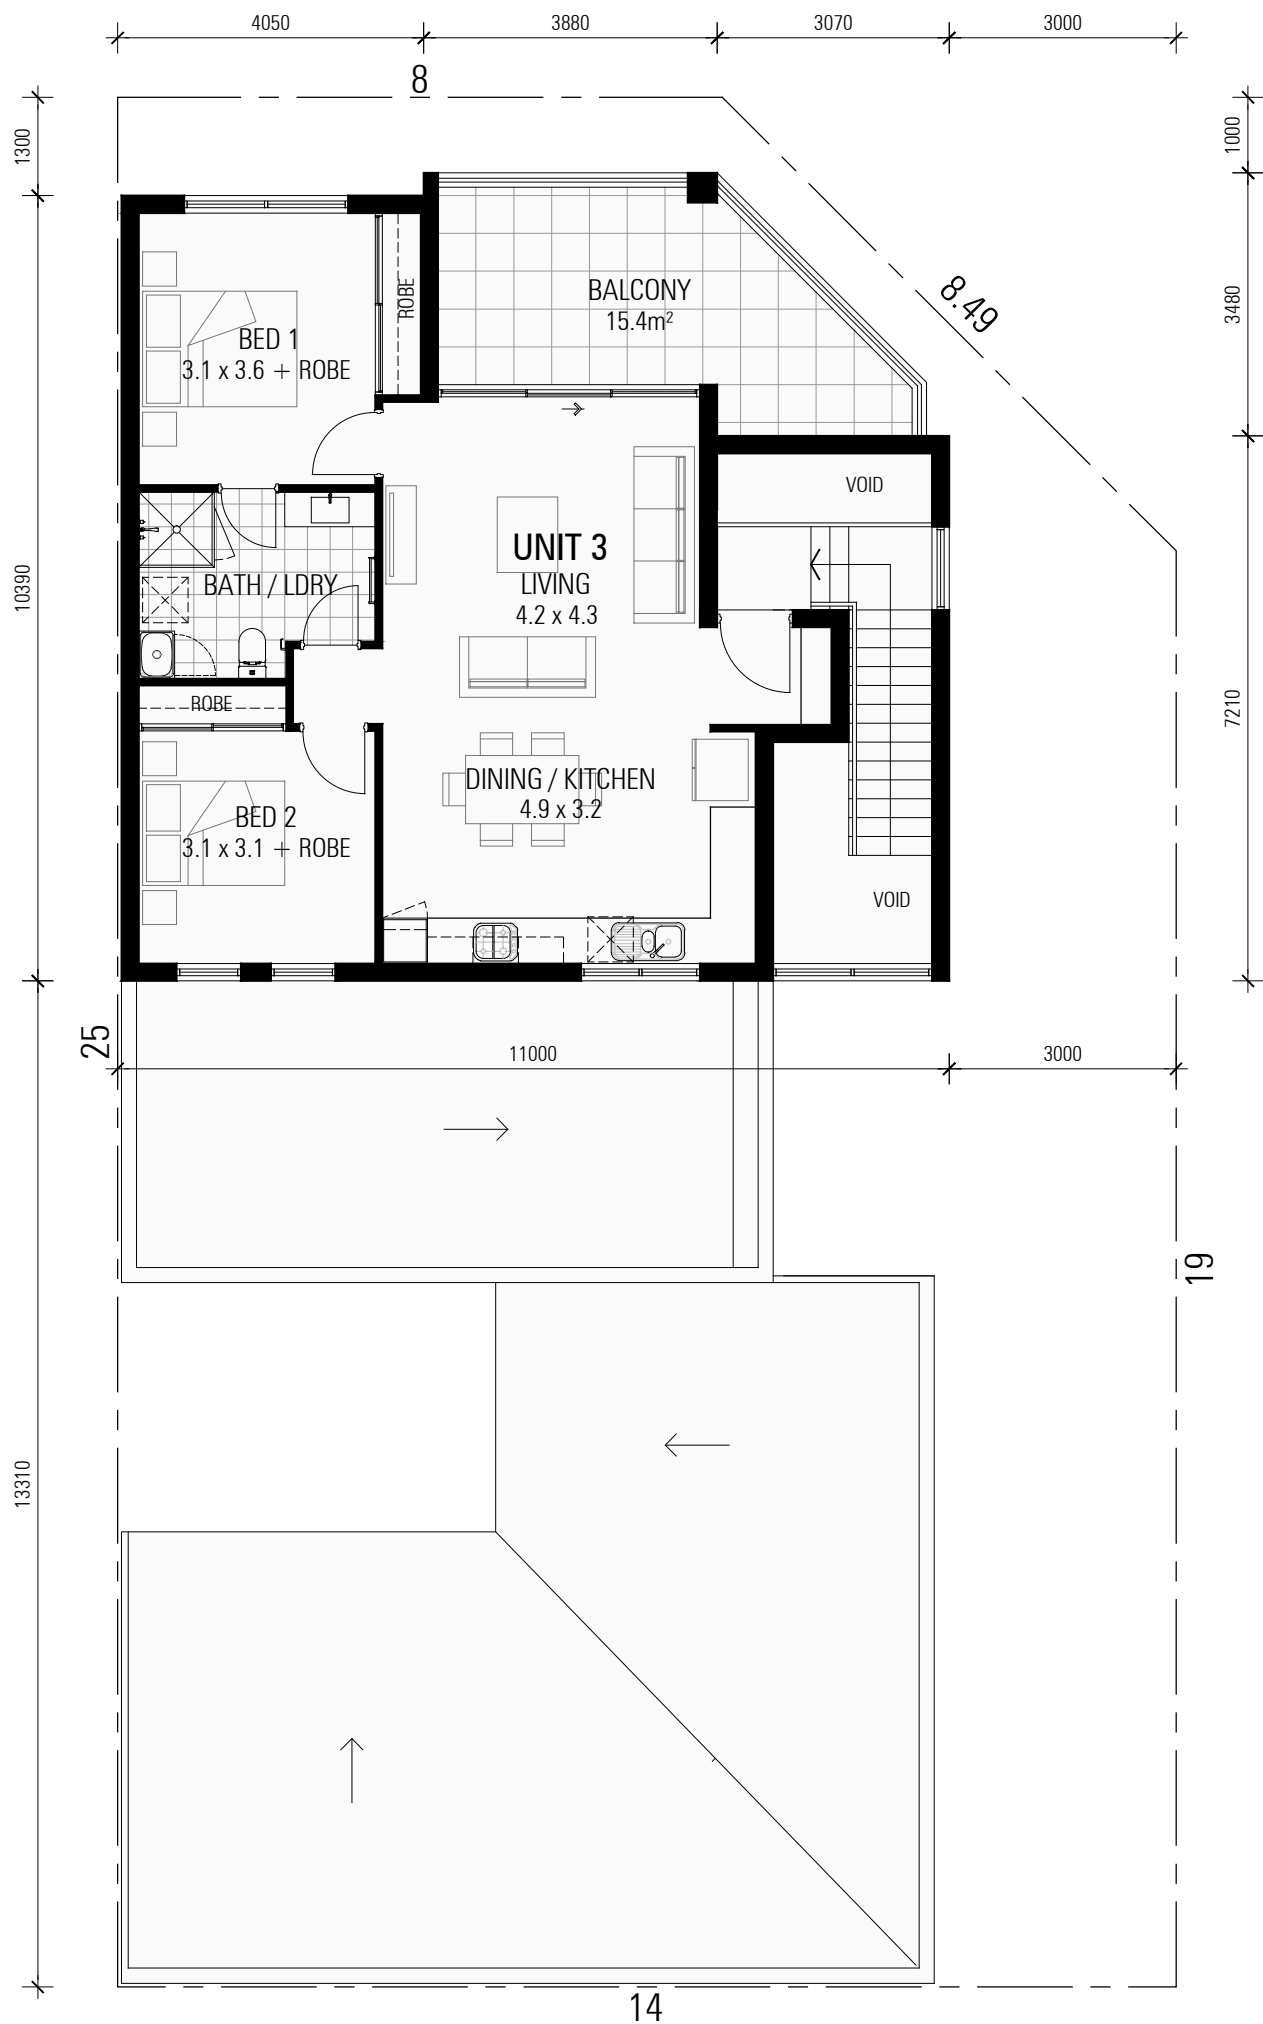 4050
3880
3070
3000
8
1300
1000
8.49
3480
BALCONY
15.4m²
ROBE
BED 1
3.1 x 3.6 + ROBE
VOID
UNIT 3
LIVING
4.2 x 4.3
BATH / LDRY
10390
7210
ROBE
DINING / KITCHEN
4.9 x 3.2
BED 2
3.1 x 3.1 + ROBE
VOID
25
11000
3000
19
13310
14